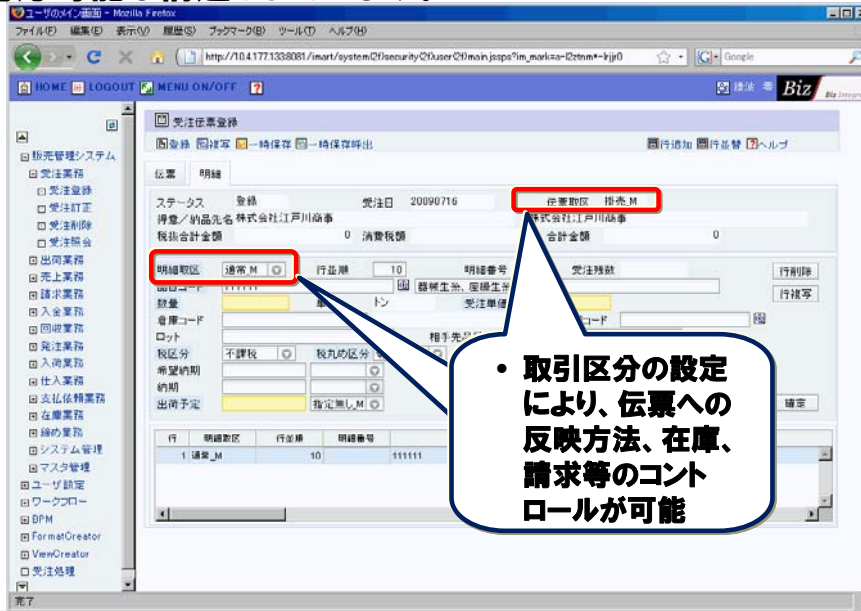 ユーザのメイン画面 - Mozilla Firefox
ファイル(F) 編集(E) 表示(V) 履歴(S) ブックマーク(B) ツール(T) ヘルプ(H)
Google
HOME LOGOUT MENU ON/OFF ?
Biz
受注伝票登録
登録 複写 一時保存 一時保存呼出 行追加 行並替 ヘルプ
伝票 明細
ステータス 登録 受注日 20090716 伝票取区 掛売_M
得意/納品先名 株式会社江戸川商事 株式会社江戸川商事
税抜合計金額 0 消費税額 合計金額 0
明細取区 通常_M 行並順 10 明細番号 受注残数 行削除
品目コード 111111 行複写
数量 トン 受注単価
倉庫コード コード
ロット
税区分 不課税 税丸め区分
希望納期
納期
出荷予定 指定無し_M 確定
行 明細取区 行並順 明細番号
1 通常_M 10 111111
販売管理システム
受注業務
受注登録
受注訂正
受注削除
受注照会
出荷業務
売上業務
請求業務
入金業務
回収業務
発注業務
入荷業務
仕入業務
支払依頼業務
在庫業務
締め業務
システム管理
マスタ管理
ユーザ設定
ワークフロー
BPM
FormatCreator
ViewCreator
受注処理
• 取引区分の設定
により、伝票への
反映方法、在庫、
請求等のコント
ロールが可能
完了